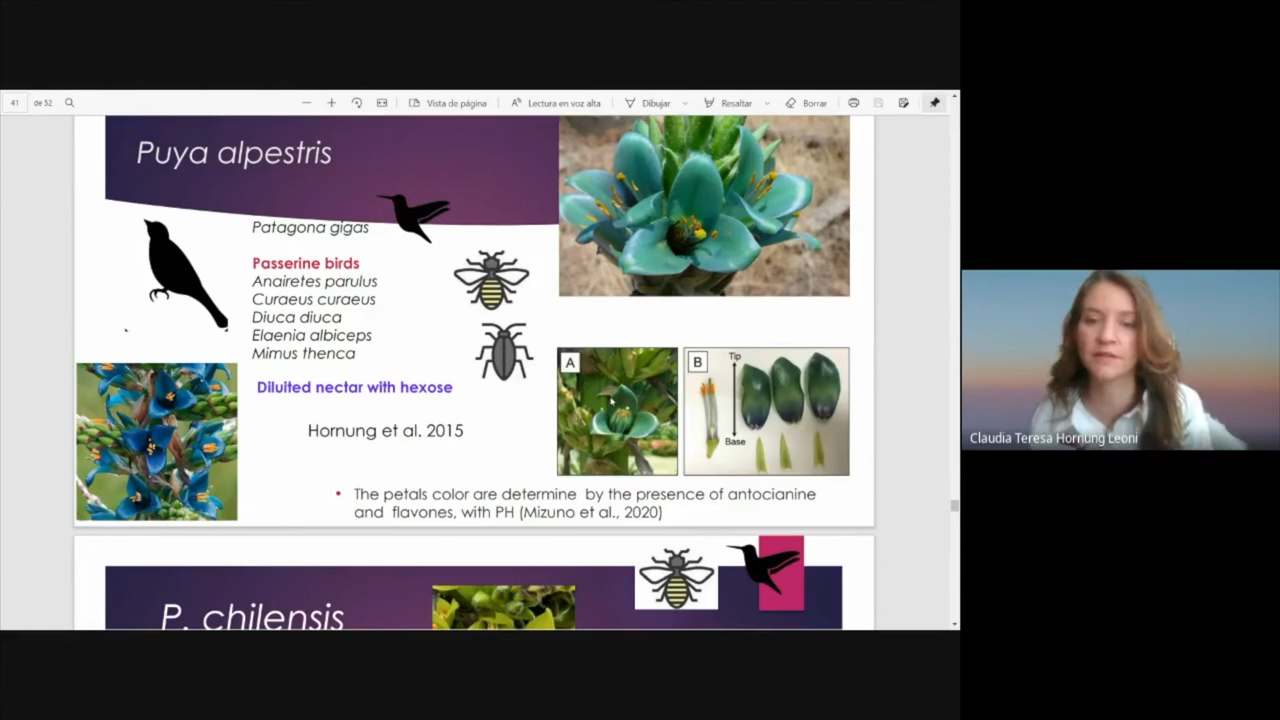 41 de 52 Vista de página Lectura en voz alta Dibujar Resaltar Borrar
Puya alpestris
Patagona gigas
Passerine birds
Anairetes parulus
Curaeus curaeus
Diuca diuca
Elaenia albiceps
Mimus thenca
Diluited nectar with hexose
Hornung et al. 2015
A
B
Tip
Base
• The petals color are determine by the presence of antocianine
and flavones, with PH (Mizuno et al., 2020)
P. chilensis
Claudia Teresa Hornung Leoni